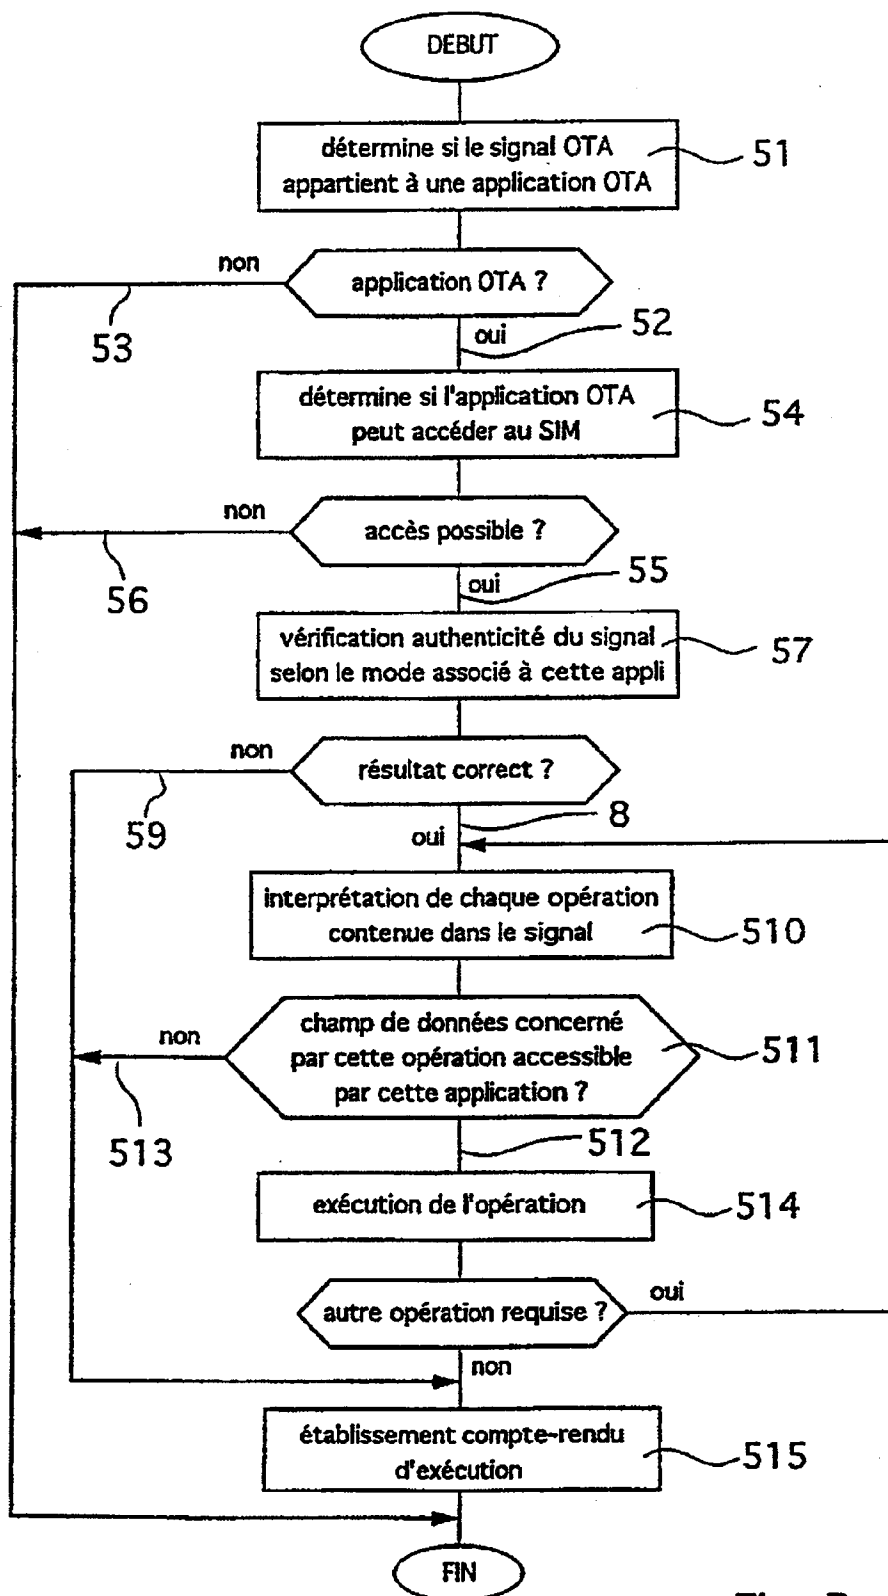 DEBUT
détermine si le signal OTA
appartient à une application OTA
51
non
application OTA ?
53
oui
52
détermine si l'application OTA
peut accéder au SIM
54
non
accès possible ?
56
oui
55
vérification authenticité du signal
selon le mode associé à cette appli
57
non
résultat correct ?
59
8
oui
interprétation de chaque opération
contenue dans le signal
510
non
champ de données concerné
par cette opération accessible
par cette application ?
511
513
512
exécution de l'opération
514
oui
autre opération requise ?
non
établissement compte-rendu
d'exécution
515
FIN